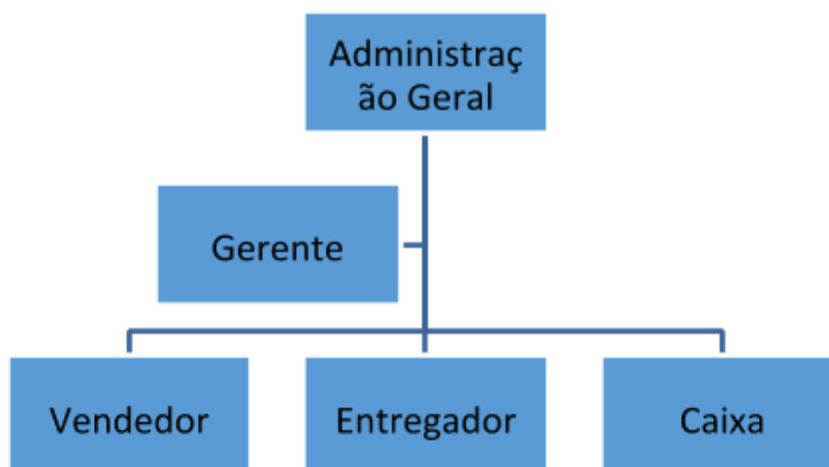 Administraç
ão Geral
Gerente
Vendedor
Entregador
Caixa